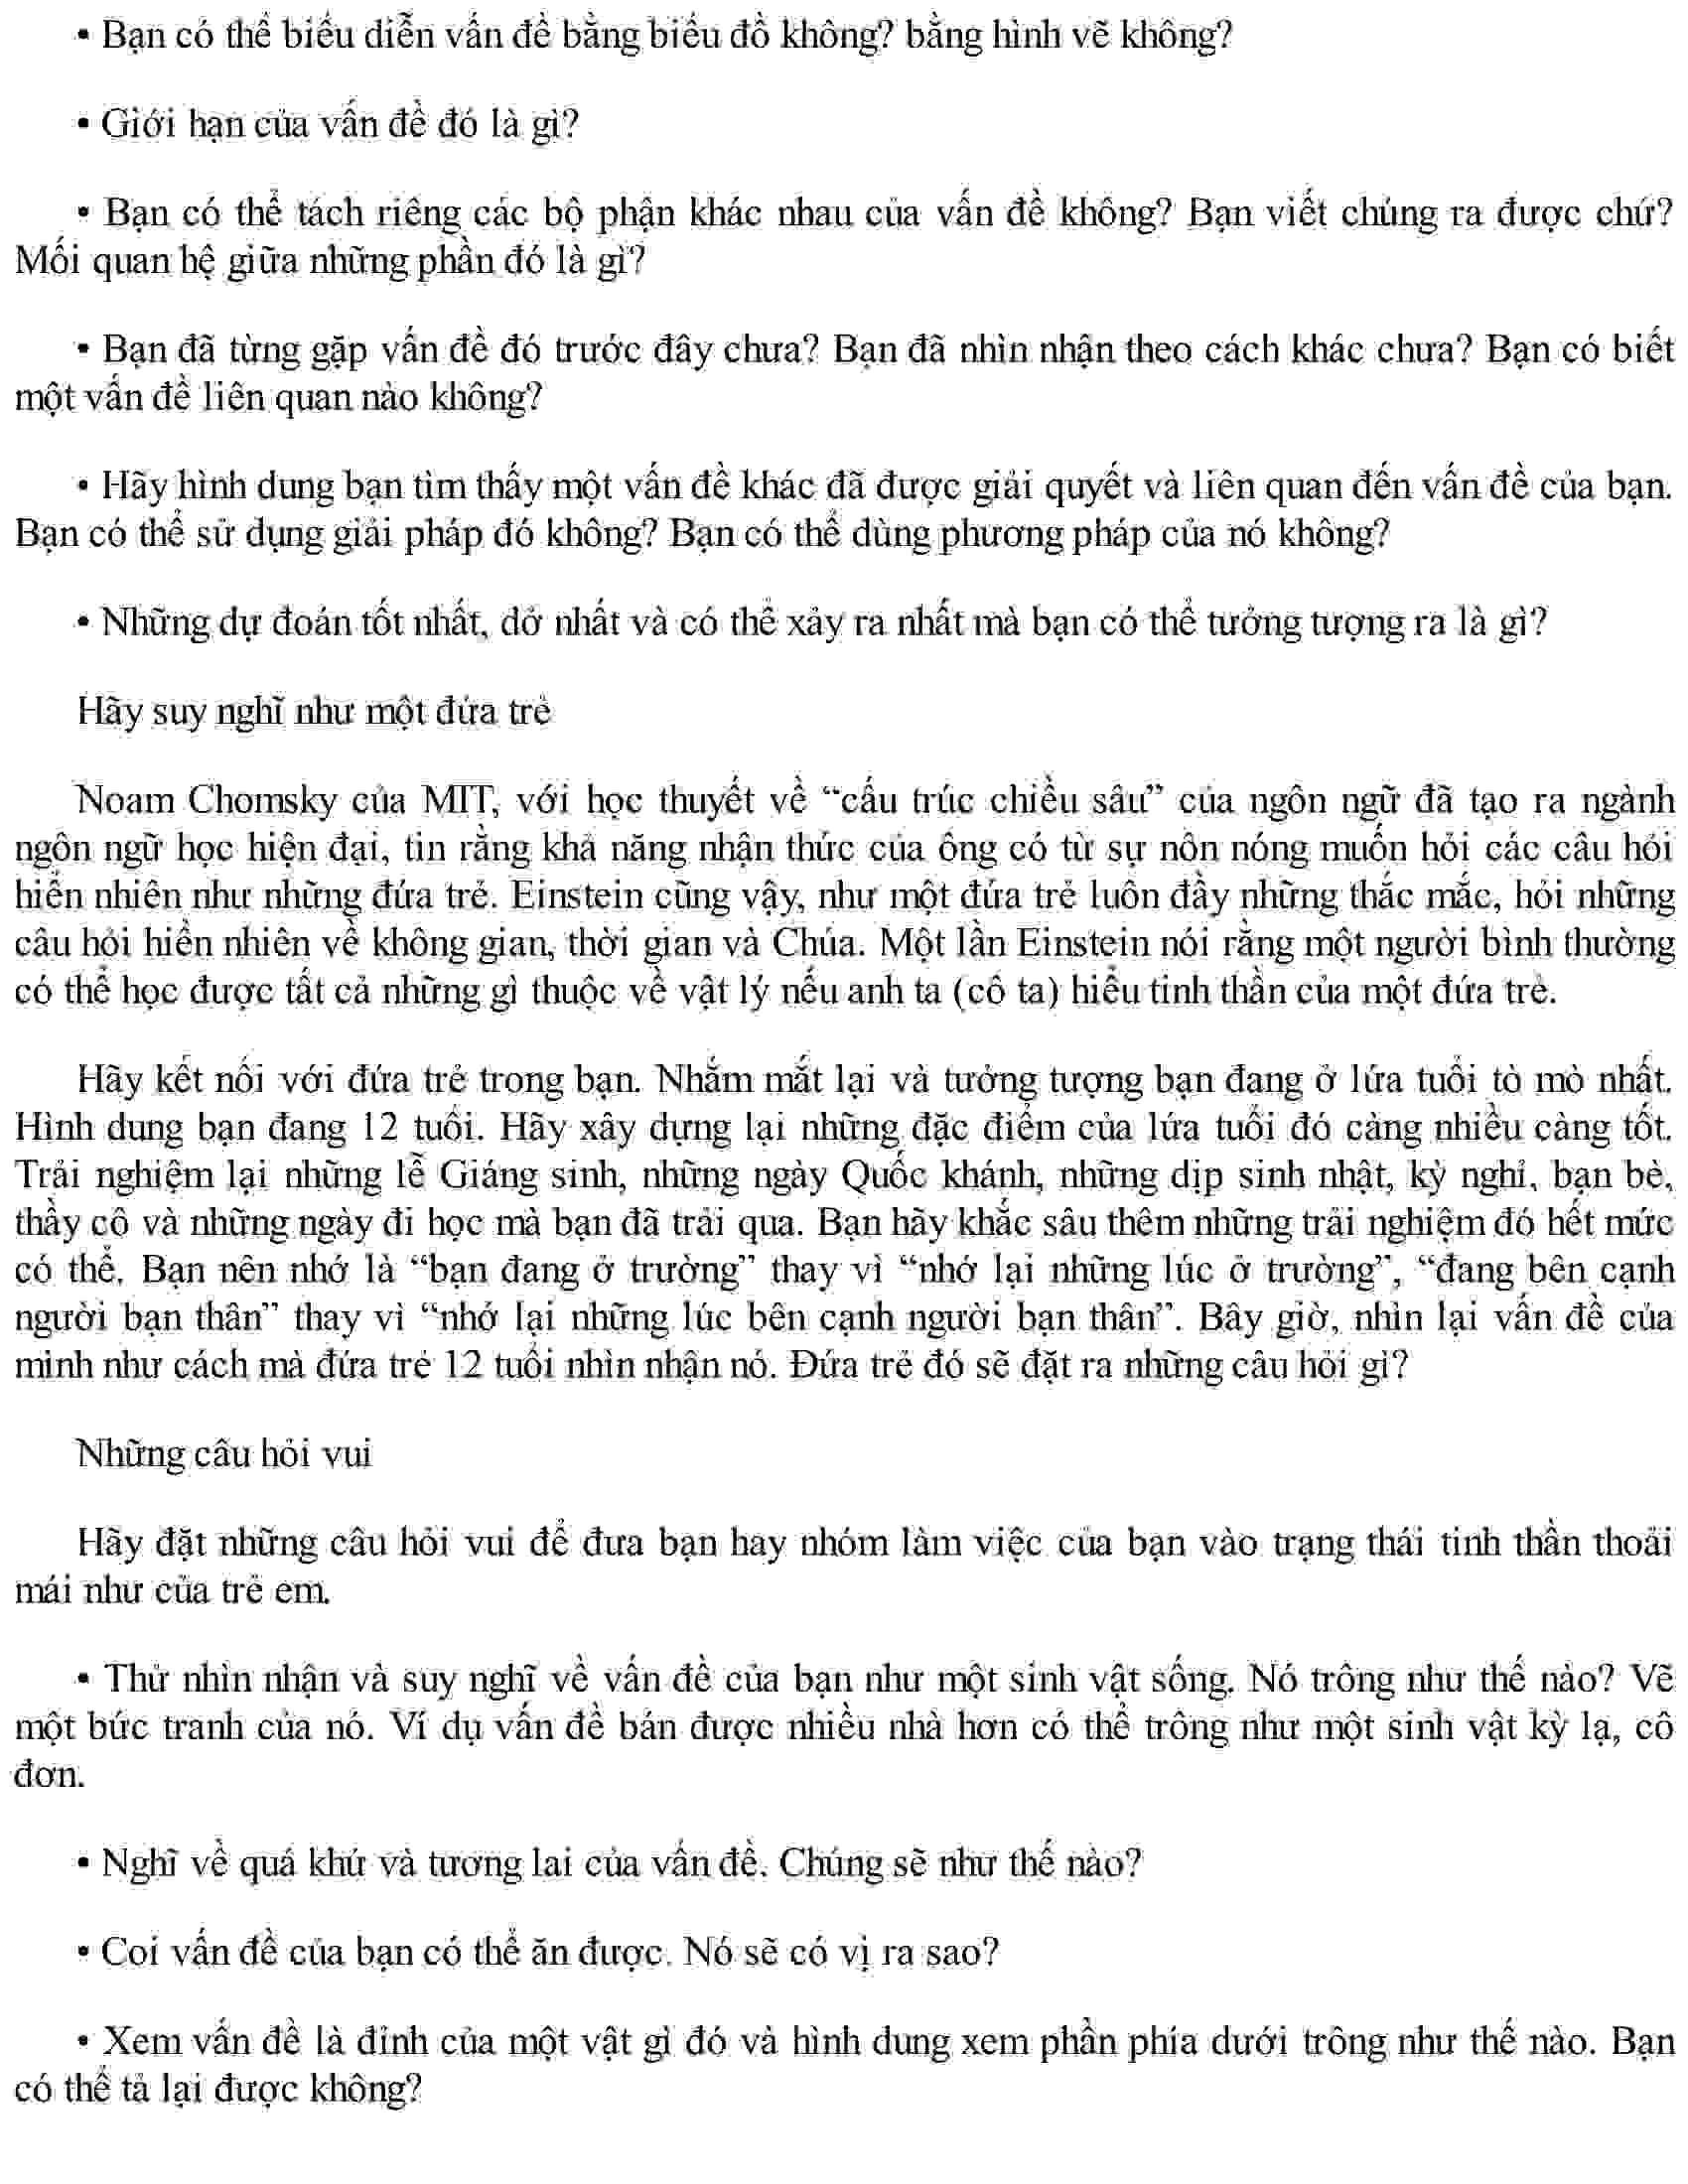 • Bạn có thể biểu diễn vấn đề bằng biểu đồ không? bằng hình vẽ không?
• Giới hạn của vấn đề đó là gì?
• Bạn có thể tách riêng các bộ phận khác nhau của vấn đề không? Bạn viết chúng ra được chứ?
Mối quan hệ giữa những phần đó là gì?
• Bạn đã từng gặp vấn đề đó trước đây chưa? Bạn đã nhìn nhận theo cách khác chưa? Bạn có biết
một vấn đề liên quan nào không?
• Hãy hình dung bạn tìm thấy một vấn đề khác đã được giải quyết và liên quan đến vấn đề của bạn.
Bạn có thể sử dụng giải pháp đó không? Bạn có thể dùng phương pháp của nó không?
• Những dự đoán tốt nhất, dở nhất và có thể xảy ra nhất mà bạn có thể tưởng tượng ra là gì?
Hãy suy nghĩ như một đứa trẻ
Noam Chomsky của MIT, với học thuyết về “cấu trúc chiều sâu” của ngôn ngữ đã tạo ra ngành
ngôn ngữ học hiện đại, tin rằng khả năng nhận thức của ông có từ sự nôn nóng muốn hỏi các câu hỏi
hiển nhiên như những đứa trẻ. Einstein cũng vậy, như một đứa trẻ luôn đầy những thắc mắc, hỏi những
câu hỏi hiển nhiên về không gian, thời gian và Chúa. Một lần Einstein nói rằng một người bình thường
có thể học được tất cả những gì thuộc về vật lý nếu anh ta (cô ta) hiểu tinh thần của một đứa trẻ.
Hãy kết nối với đứa trẻ trong bạn. Nhắm mắt lại và tưởng tượng bạn đang ở lứa tuổi tò mò nhất.
Hình dung bạn đang 12 tuổi. Hãy xây dựng lại những đặc điểm của lứa tuổi đó càng nhiều càng tốt.
Trải nghiệm lại những lễ Giáng sinh, những ngày Quốc khánh, những dịp sinh nhật, kỳ nghỉ, bạn bè,
thầy cô và những ngày đi học mà bạn đã trải qua. Bạn hãy khắc sâu thêm những trải nghiệm đó hết mức
có thể. Bạn nên nhớ là “bạn đang ở trường” thay vì “nhớ lại những lúc ở trường”, “đang bên cạnh
người bạn thân” thay vì “nhớ lại những lúc bên cạnh người bạn thân”. Bây giờ, nhìn lại vấn đề của
mình như cách mà đứa trẻ 12 tuổi nhìn nhận nó. Đứa trẻ đó sẽ đặt ra những câu hỏi gì?
Những câu hỏi vui
Hãy đặt những câu hỏi vui để đưa bạn hay nhóm làm việc của bạn vào trạng thái tinh thần thoải
mái như của trẻ em.
• Thử nhìn nhận và suy nghĩ về vấn đề của bạn như một sinh vật sống. Nó trông như thế nào? Vẽ
một bức tranh của nó. Ví dụ vấn đề bán được nhiều nhà hơn có thể trông như một sinh vật kỳ lạ, cô
đơn.
• Nghĩ về quá khứ và tương lai của vấn đề. Chúng sẽ như thế nào?
• Coi vấn đề của bạn có thể ăn được. Nó sẽ có vị ra sao?
• Xem vấn đề là đỉnh của một vật gì đó và hình dung xem phần phía dưới trông như thế nào. Bạn
có thể tả lại được không?